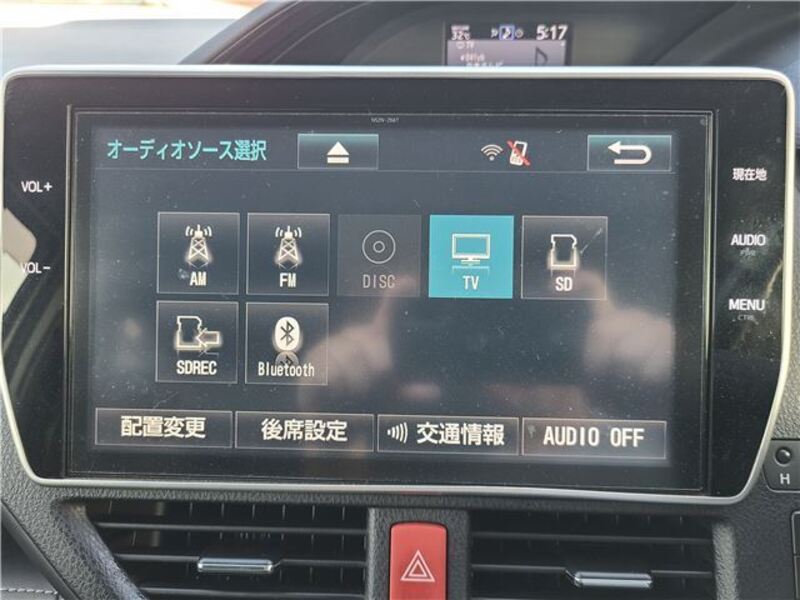 32℃
5:17
TV
オーディオソース選択
VOL+
VOL-
現在地
AUDIO
MENU
AM
FM
DISC
TV
SD
SDREC
Bluetooth
配置変更
後席設定
交通情報
AUDIO OFF
H